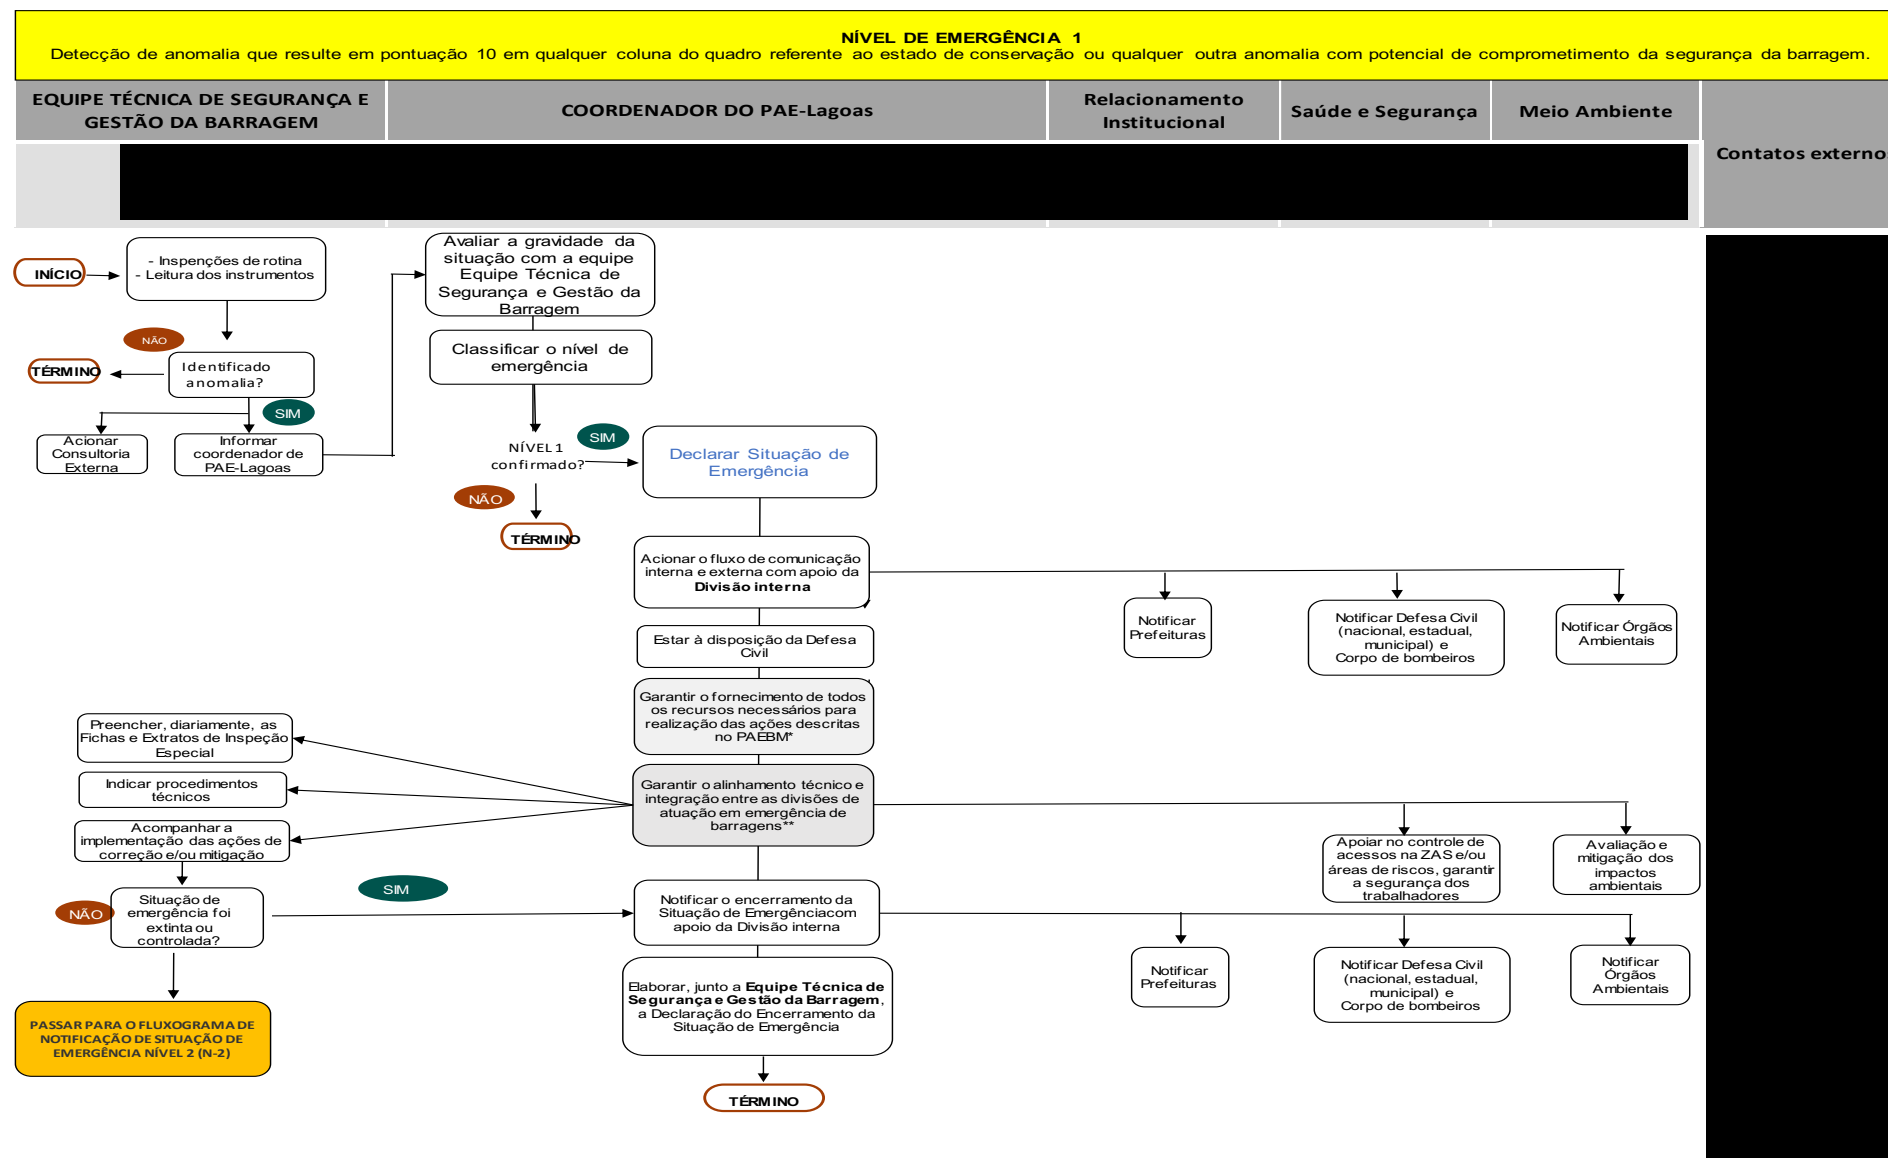 NÍVEL DE EMERGÊNCIA 1
Detecção de anomalia que resulte em pontuação 10 em qualquer coluna do quadro referente ao estado de conservação ou qualquer outra anomalia com potencial de comprometimento da segurança da barragem.
EQUIPE TÉCNICA DE SEGURANÇA E
GESTÃO DA BARRAGEM
COORDENADOR DO PAE-Lagoas
Relacionamento
Institucional
Saúde e Segurança
Meio Ambiente
Contatos externos
INÍCIO
- Inspenções de rotina
- Leitura dos instrumentos
Avaliar a gravidade da
situação com a equipe
Equipe Técnica de
Segurança e Gestão da
Barragem
NÃO
TÉRMINO
Identificado
anomalia?
Classificar o nível de
emergência
SIM
Acionar
Consultoria
Externa
Informar
coordenador de
PAE-Lagoas
NÍVEL 1
confirmado?
SIM
Declarar Situação de
Emergência
NÃO
TÉRMINO
Acionar o fluxo de comunicação
interna e externa com apoio da
Divisão interna
Notificar
Prefeituras
Notificar Defesa Civil
(nacional, estadual,
municipal) e
Corpo de bombeiros
Notificar Órgãos
Ambientais
Estar à disposição da Defesa
Civil
Garantir o fornecimento de todos
os recursos necessários para
realização das ações descritas
no PAEBM*
Preencher, diariamente, as
Fichas e Extratos de Inspeção
Especial
Indicar procedimentos
técnicos
Garantir o alinhamento técnico e
integração entre as divisões de
atuação em emergência de
barragens**
Acompanhar a
implementação das ações de
correção e/ou mitigação
Apoiar no controle de
acessos na ZAS e/ou
áreas de riscos, garantir
a segurança dos
trabalhadores
Avaliação e
mitigação dos
impactos
ambientais
NÃO
Situação de
emergência foi
extinta ou
controlada?
SIM
Notificar o encerramento da
Situação de Emergênciacom
apoio da Divisão interna
Notificar
Prefeituras
Notificar Defesa Civil
(nacional, estadual,
municipal) e
Corpo de bombeiros
Notificar
Órgãos
Ambientais
Elaborar, junto a Equipe Técnica de
Segurança e Gestão da Barragem,
a Declaração do Encerramento da
Situação de Emergência
PASSAR PARA O FLUXOGRAMA DE
NOTIFICAÇÃO DE SITUAÇÃO DE
EMERGÊNCIA NÍVEL 2 (N-2)
TÉRMINO